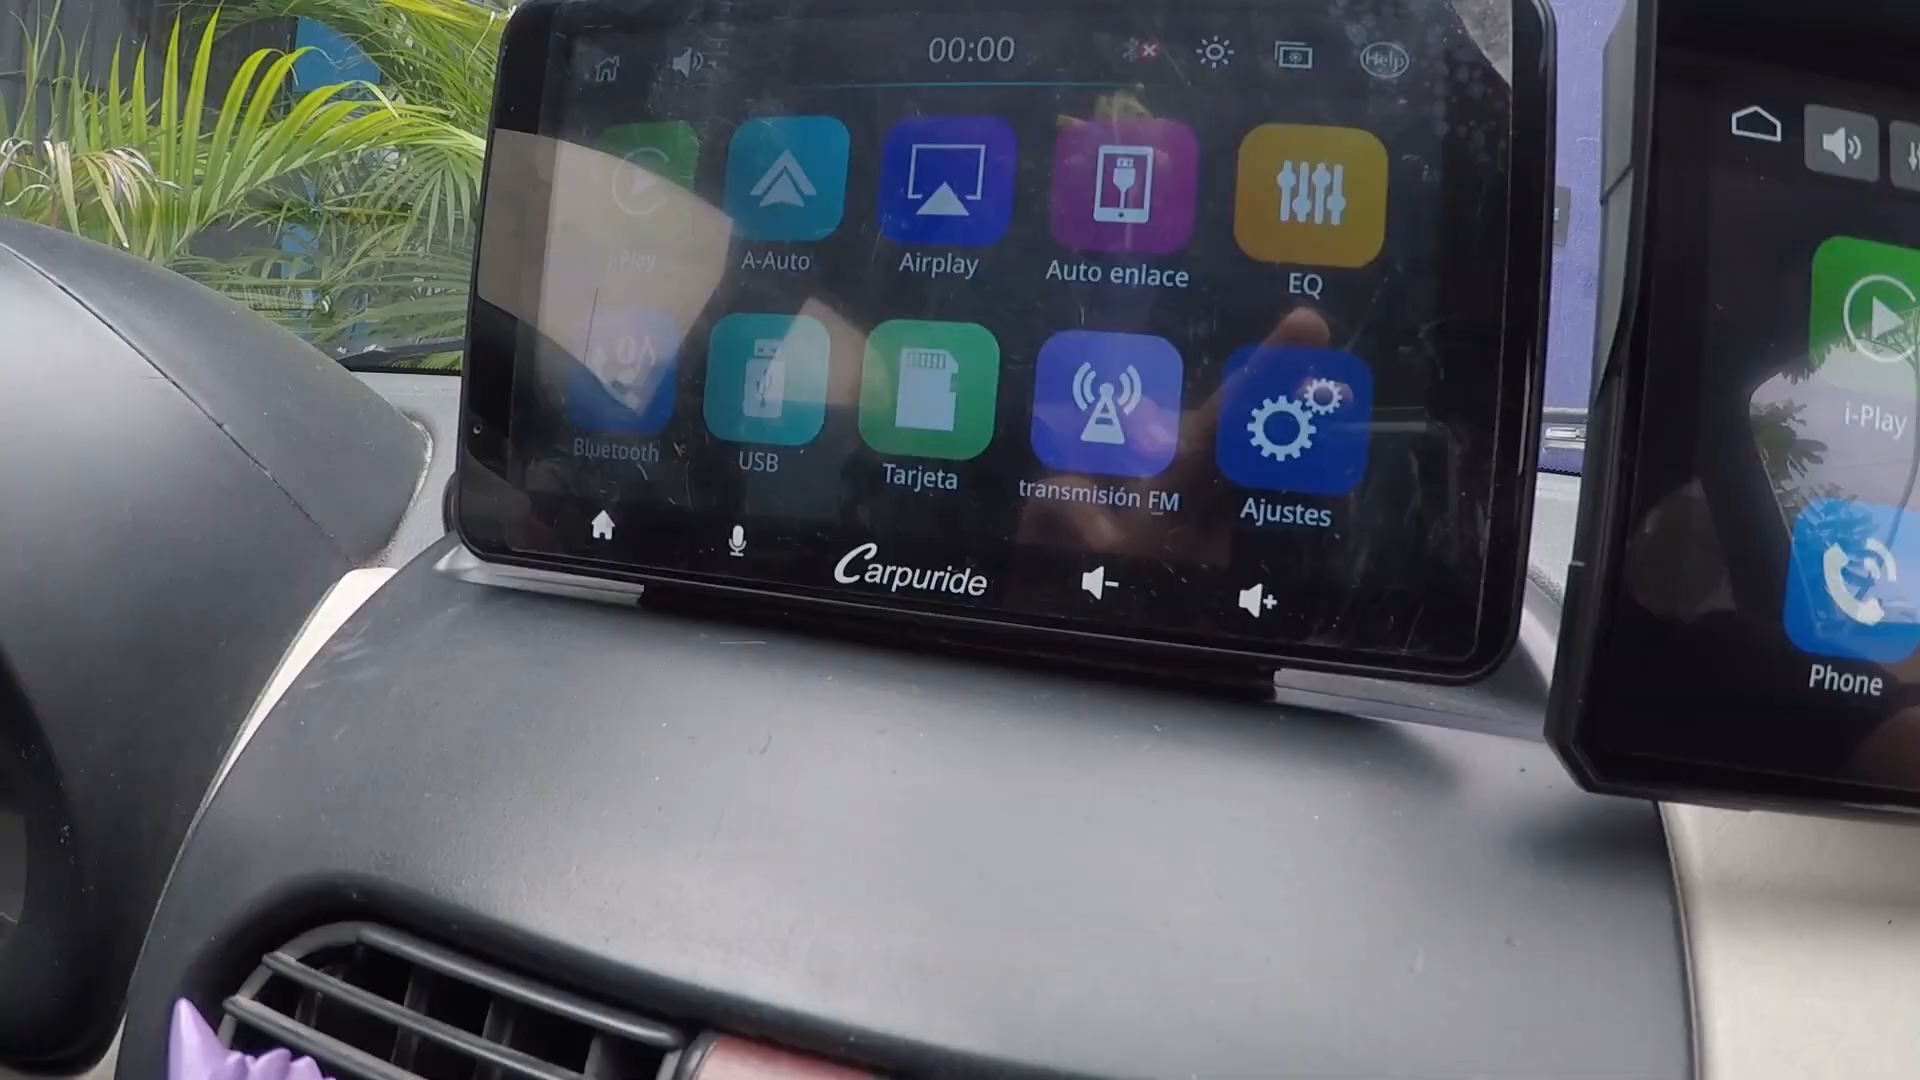 00:00
Help
i-Play
A-Auto
Airplay
Auto enlace
EQ
Bluetooth
USB
Tarjeta
transmisión FM
Ajustes
Carpuride
i-Play
Phone